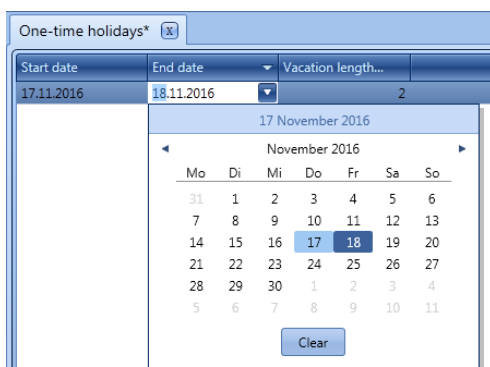 One-time holidays* X
Start date End date Vacation length...
17.11.2016 18.11.2016 2
17 November 2016
November 2016
Mo Di Mi Do Fr Sa So
31 1 2 3 4 5 6
7 8 9 10 11 12 13
14 15 16 17 18 19 20
21 22 23 24 25 26 27
28 29 30 1 2 3 4
5 6 7 8 9 10 11
Clear